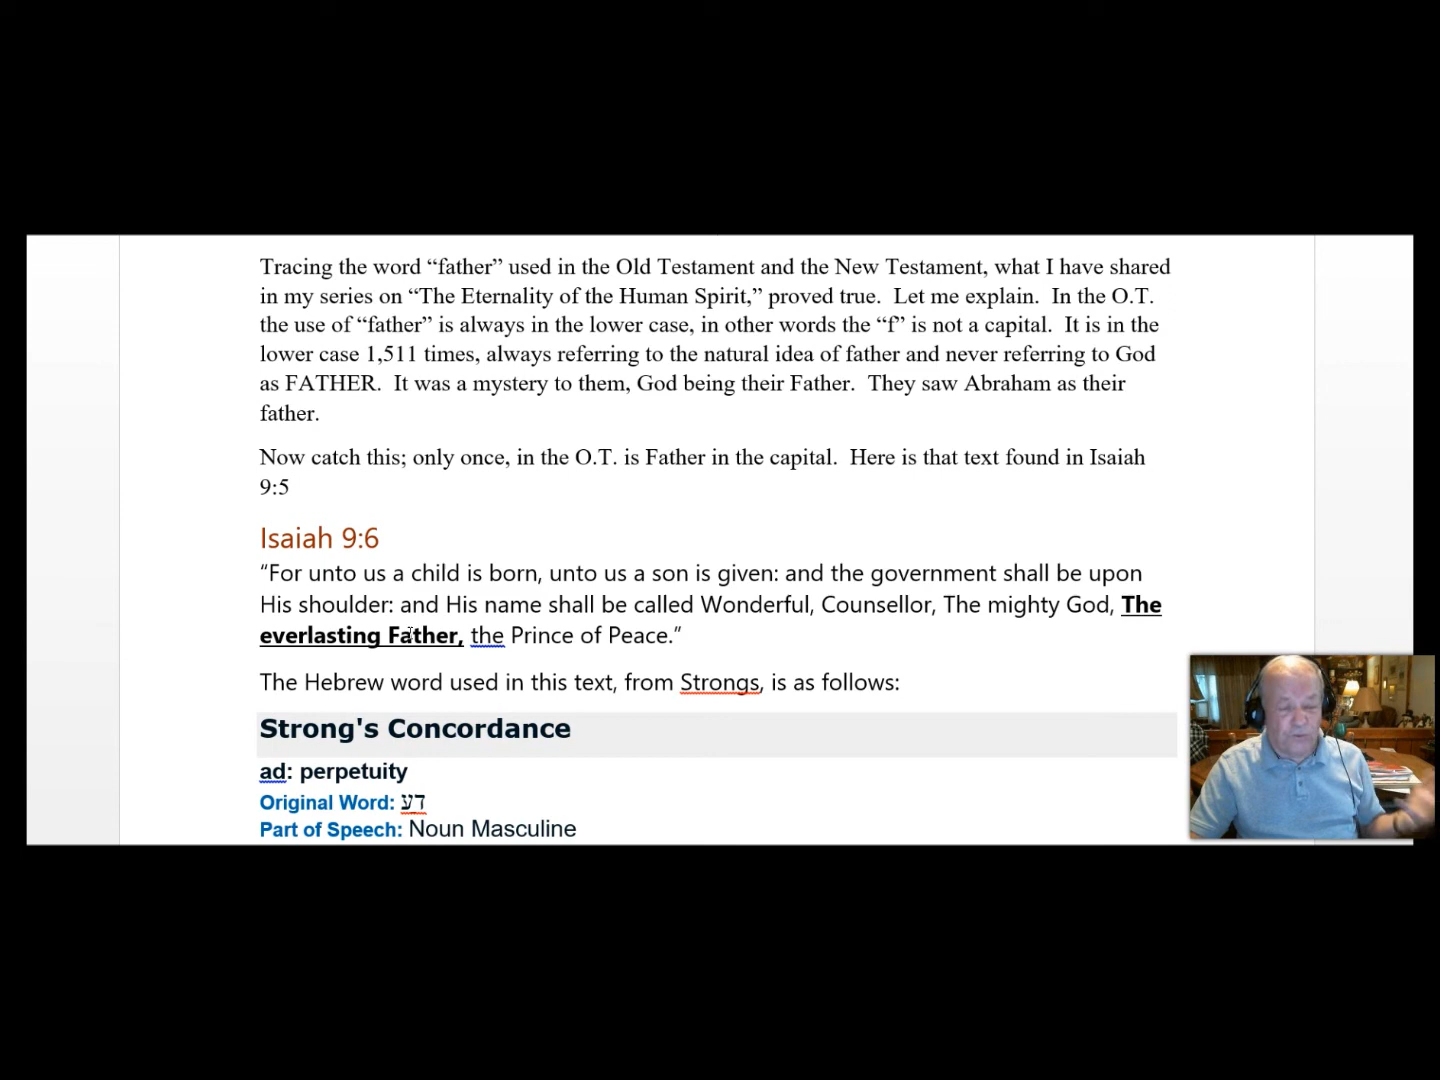 Tracing the word “father” used in the Old Testament and the New Testament, what I have shared
in my series on “The Eternality of the Human Spirit,” proved true.  Let me explain.  In the O.T.
the use of “father” is always in the lower case, in other words the “f” is not a capital.  It is in the
lower case 1,511 times, always referring to the natural idea of father and never referring to God
as FATHER.  It was a mystery to them, God being their Father.  They saw Abraham as their
father.
Now catch this; only once, in the O.T. is Father in the capital.  Here is that text found in Isaiah
9:5
Isaiah 9:6
“For unto us a child is born, unto us a son is given: and the government shall be upon
His shoulder: and His name shall be called Wonderful, Counsellor, The mighty God, The
everlasting Father, the Prince of Peace.”
The Hebrew word used in this text, from Strongs, is as follows:
Strong's Concordance
ad: perpetuity
Original Word: דע
Part of Speech: Noun Masculine